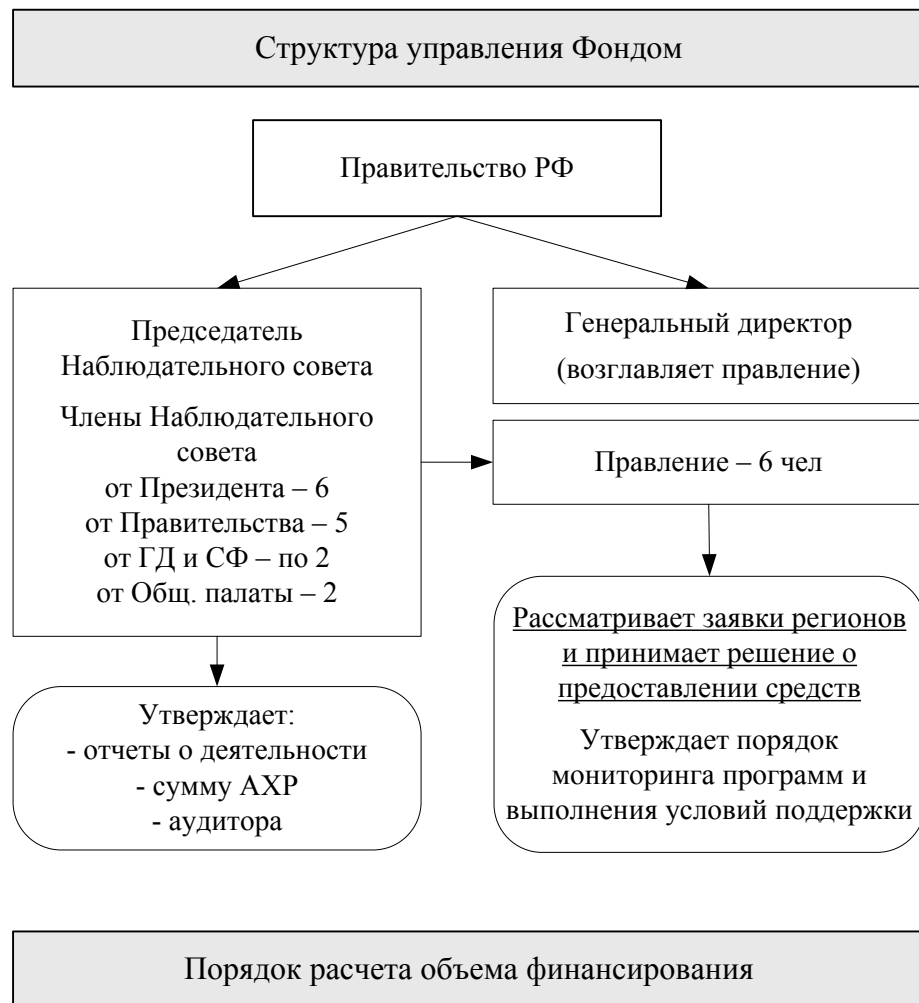 Структура управления Фондом
Правительство РФ
Председатель
Наблюдательного совета
Члены Наблюдательного
совета
от Президента – 6
от Правительства – 5
от ГД и СФ – по 2
от Общ. палаты – 2
Генеральный директор
(возглавляет правление)
Правление – 6 чел
Утверждает:
- отчеты о деятельности
- сумму АХР
- аудитора
Рассматривает заявки регионов
и принимает решение о
предоставлении средств
Утверждает порядок
мониторинга программ и
выполнения условий поддержки
Порядок расчета объема финансирования